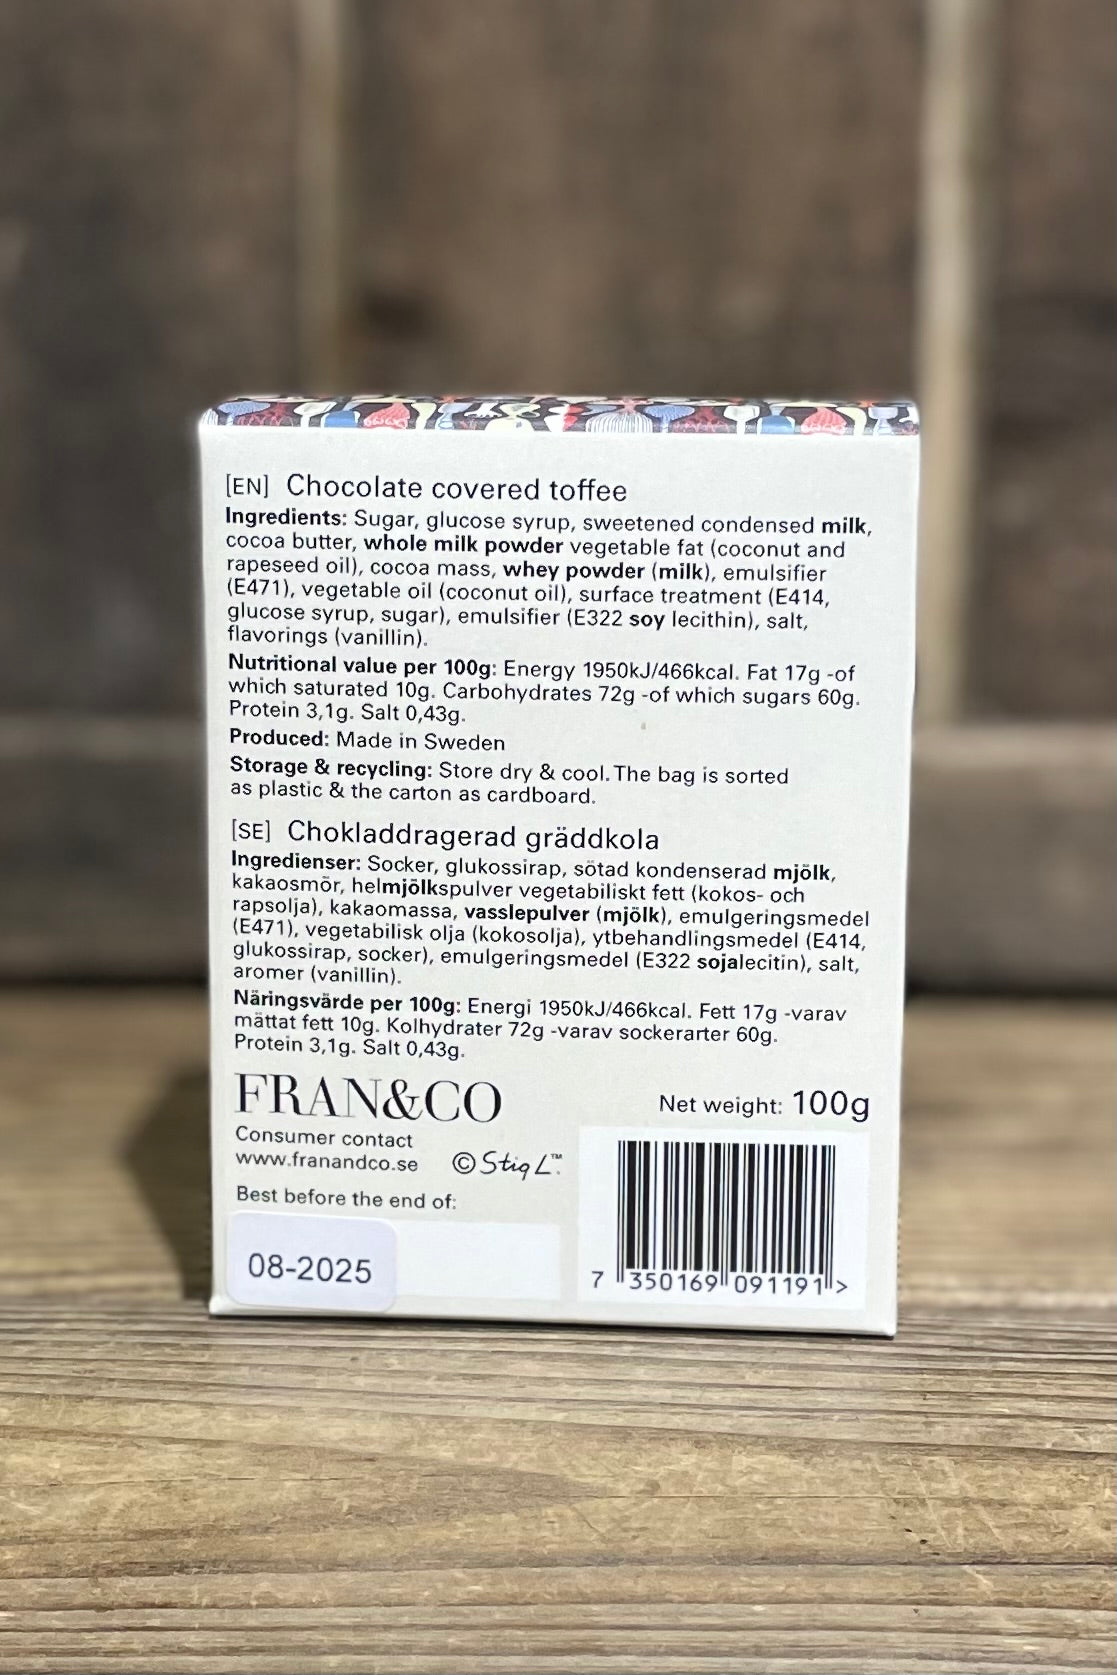 [EN] Chocolate covered toffee
Ingredients: Sugar, glucose syrup, sweetened condensed milk,
cocoa butter, whole milk powder vegetable fat (coconut and
rapeseed oil), cocoa mass, whey powder (milk), emulsifier
(E471), vegetable oil (coconut oil), surface treatment (E414,
glucose syrup, sugar), emulsifier (E322 soy lecithin), salt,
flavorings (vanillin).
Nutritional value per 100g: Energy 1950kJ/466kcal. Fat 17g -of
which saturated 10g. Carbohydrates 72g -of which sugars 60g.
Protein 3,1g. Salt 0,43g.
Produced: Made in Sweden
Storage & recycling: Store dry & cool. The bag is sorted
as plastic & the carton as cardboard.
[SE] Chokladdragerad gräddkola
Ingredienser: Socker, glukossirap, sötad kondenserad mjölk,
kakaosmör, helmjölkspulver vegetabiliskt fett (kokos- och
rapsolja), kakaomassa, vasslepulver (mjölk), emulgeringsmedel
(E471), vegetabilisk olja (kokosolja), ytbehandlingsmedel (E414,
glukossirap, socker), emulgeringsmedel (E322 sojalecitin), salt,
aromer (vanillin).
Näringsvärde per 100g: Energi 1950kJ/466kcal. Fett 17g -varav
mättat fett 10g. Kolhydrater 72g -varav sockerarter 60g.
Protein 3,1g. Salt 0,43g.
FRAN&CO
Net weight: 100g
Consumer contact
www.franandco.se
© Stig L.™
Best before the end of:
08-2025
7 350169 091191 >